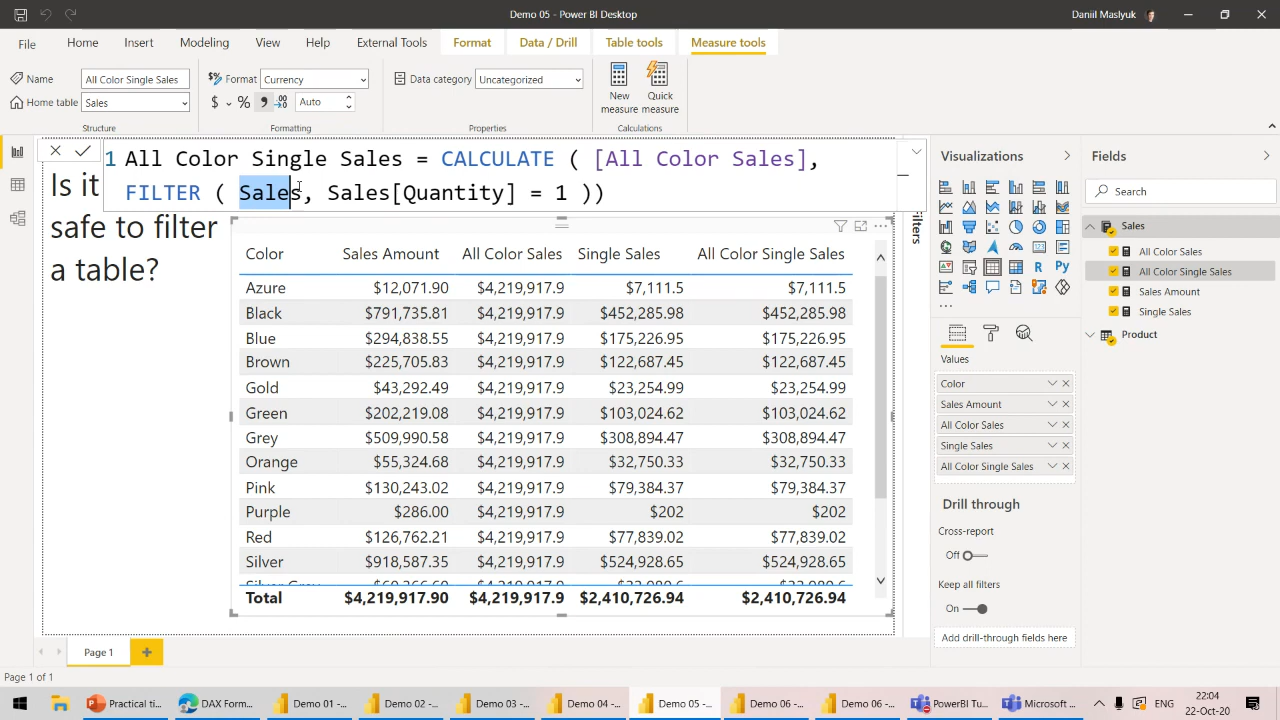 Demo 05 - Power BI Desktop
Daniil Maslyuk
File Home Insert Modeling View Help External Tools Format Data / Drill Table tools Measure tools
Name All Color Single Sales
Home table Sales
Structure
Format Currency
$ % 9 Auto
Formatting
Data category Uncategorized
Properties
New measure
Quick measure
Calculations
1 All Color Single Sales = CALCULATE ( [All Color Sales],
FILTER ( Sales, Sales[Quantity] = 1 ))
Is it
safe to filter
a table?
Color Sales Amount All Color Sales Single Sales All Color Single Sales
Azure $12,071.90 $4,219,917.9 $7,111.5 $7,111.5
Black $791,735.81 $4,219,917.9 $452,285.98 $452,285.98
Blue $294,838.55 $4,219,917.9 $175,226.95 $175,226.95
Brown $225,705.83 $4,219,917.9 $122,687.45 $122,687.45
Gold $43,292.49 $4,219,917.9 $23,254.99 $23,254.99
Green $202,219.08 $4,219,917.9 $103,024.62 $103,024.62
Grey $509,990.58 $4,219,917.9 $308,894.47 $308,894.47
Orange $55,324.68 $4,219,917.9 $32,750.33 $32,750.33
Pink $130,243.02 $4,219,917.9 $79,384.37 $79,384.37
Purple $286.00 $4,219,917.9 $202 $202
Red $126,762.21 $4,219,917.9 $77,839.02 $77,839.02
Silver $918,587.35 $4,219,917.9 $524,928.65 $524,928.65
Total $4,219,917.90 $4,219,917.9 $2,410,726.94 $2,410,726.94
Filters
Visualizations
R Py
Values
Color
Sales Amount
All Color Sales
Single Sales
All Color Single Sales
Drill through
Cross-report
Off
Keep all filters
On
Add drill-through fields here
Fields
Search
Sales
All Color Sales
All Color Single Sales
Sales Amount
Single Sales
Product
Page 1
Page 1 of 1
Practical ti...
DAX Form...
Demo 01 -...
Demo 02 -...
Demo 03 -...
Demo 04 -...
Demo 05 -...
Demo 06 -...
Demo 06 -...
PowerBI Tu...
Microsoft ...
ENG
22:04
22-Oct-20